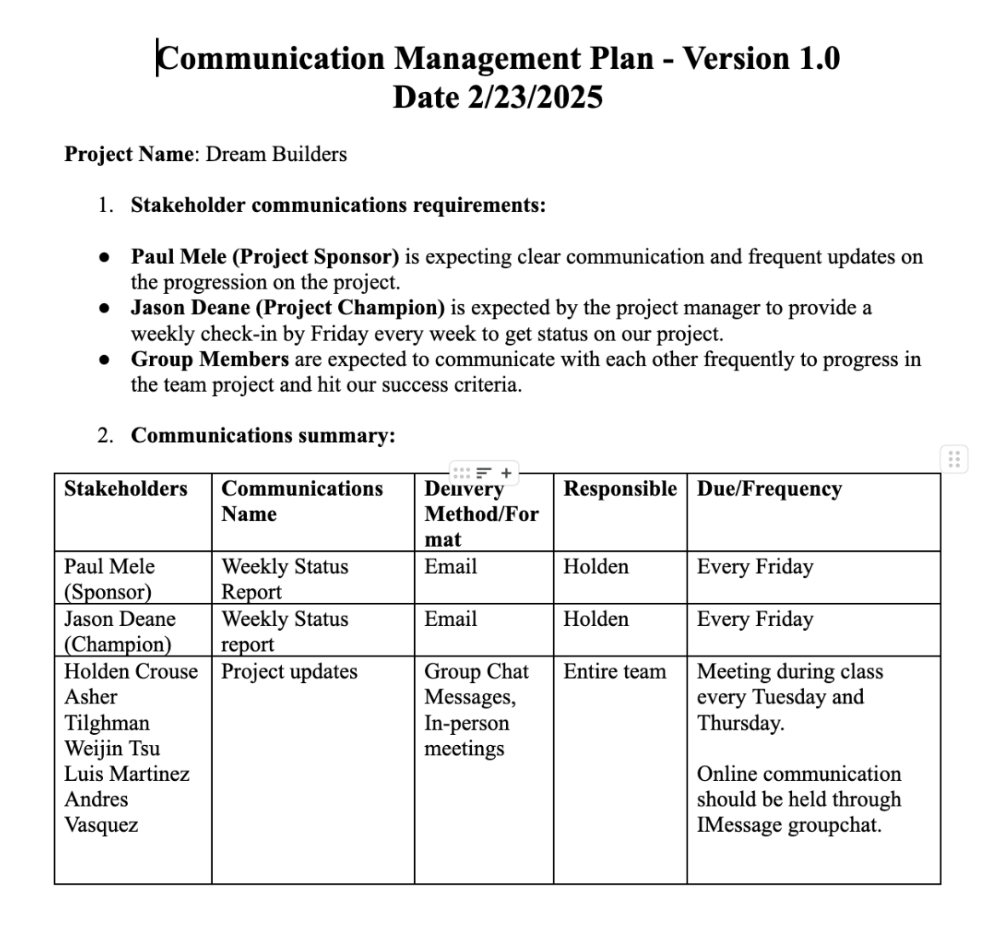 Communication Management Plan - Version 1.0
Date 2/23/2025
Project Name: Dream Builders
1. Stakeholder communications requirements:
● Paul Mele (Project Sponsor) is expecting clear communication and frequent updates on
the progression on the project.
● Jason Deane (Project Champion) is expected by the project manager to provide a
weekly check-in by Friday every week to get status on our project.
● Group Members are expected to communicate with each other frequently to progress in
the team project and hit our success criteria.
2. Communications summary:
Stakeholders
Communications
Name
Delivery
Method/For
mat
Responsible
Due/Frequency
Paul Mele
(Sponsor)
Weekly Status
Report
Email
Holden
Every Friday
Jason Deane
(Champion)
Weekly Status
report
Email
Holden
Every Friday
Holden Crouse
Asher
Tilghman
Weijin Tsu
Luis Martinez
Andres
Vasquez
Project updates
Group Chat
Messages,
In-person
meetings
Entire team
Meeting during class
every Tuesday and
Thursday.
Online communication
should be held through
IMessage groupchat.